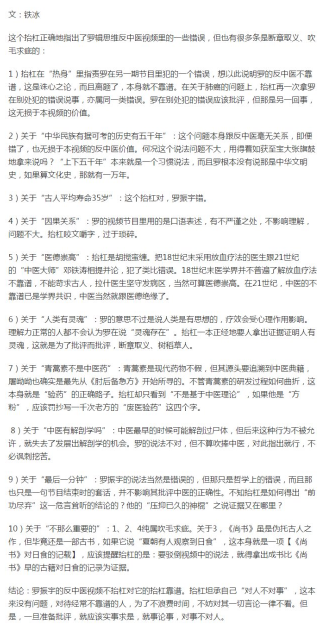 文：铁冰
这个抬杠正确地指出了罗辑思维反中医视频里的一些错误，但也有很多条是断章取义、吹
毛求疵的：
1）抬杠在“热身”里指责罗在另一期节目里犯的一个错误，想以此说明罗的反中医不靠
谱，这是诛心之论，而且离题了，本身就不靠谱。在关于肺癌的问题上，抬杠再一次拿罗
在别处犯的错误说事，亦属同一类错误。罗在别处犯的错误应该批评，但那是另一回事，
这无损于本视频的价值。
2）关于“中华民族有据可考的历史有五千年”：这个问题本身跟反中医毫无关系，即便
错了，也无损于本视频的反中医价值。何况这个说法问题不大，用得着如获至宝大张旗鼓
地拿来说吗？“上下五千年”本来就是一个习惯说法，而且罗根本没有说那是中华文明
史，如果算文化史，那就有一万年。
3）关于“古人平均寿命35岁”：这个抬杠对，罗振宇错。
4）关于“因果关系”：罗的视频节目里用的是口语表述，有不严谨之处，不影响理解，
问题不大。抬杠咬文嚼字，过于琐碎。
5）关于“医德崇高”：抬杠是胡搅蛮缠。把18世纪未采用放血疗法的医生跟21世纪
的“中医大师”邓铁涛相提并论，犯了类比错误。18世纪未医学界并不普遍了解放血疗法
不靠谱，不能苛求古人，拉什医生坚守发病区，当然可算医德崇高。在21世纪，中医的不
靠谱已是学界共识，中医当然就跟医德绝缘了。
6）关于“人类有灵魂”：罗的意思不过是说人类是有思想的，疗效会受心理作用影响。
理解力正常的人都不会认为罗在说“灵魂存在”。抬杠一本正经地要人拿出证据证明人有
灵魂，这就是为了批评而批评，断章取义、树稻草人。
7）关于“青蒿素不是中医药”：青蒿素是现代药物不假，但其源头要追溯到中医典籍，
屠呦呦也确实是最先从《肘后备急方》开始所得的。不管青蒿素的研发过程如何曲折，这
本身就是“验药”的正确路子。抬杠却只看到“不是基于中医理论”，如果他是“方
粉”，应该罚抄写一千次老方的“废医验药”这四个字。
8）关于“中医有解剖学吗”：中医最早的时候可能解剖过尸体，但后来这种行为不被允
许，就失去了发展出解剖学的机会。罗的说法不对，但不算吹捧中医，对此指出就行，不
必讽刺挖苦。
9）关于“最后一分钟”：罗振宇的说法当然是错误的，但那只是哲学上的错误，而且那
也只是一句节目结束时的套话，并不影响其批评中医的正确性。不知抬杠是如何得出“前
功尽弃”这一危言耸听的结论的？他的“压抑已久的神棍”之说证据又在哪里？
10）关于“不那么重要的”：1、2、4纯属吹毛求疵。关于3，《尚书》虽是伪托古人之
作，但毕竟还是一部古书，如果它说“夏朝有人观察到日食”，这本身就是一项【《尚
书》对日食的记载】，应该提醒抬杠的是：要驳倒视频中的说法，就得拿出成书比《尚
书》早的古籍对日食的记录为证据。
结论：罗振宇的反中医视频不抬杠对它的抬杠靠谱。抬杠坦承自己“对人不对事”，这本
来没有问题，对待经常不靠谱的人，为了不浪费时间，不妨对其一切言论一律不看。但
是，一旦准备批评，就应该实事求是，就事论事，对事不对人。